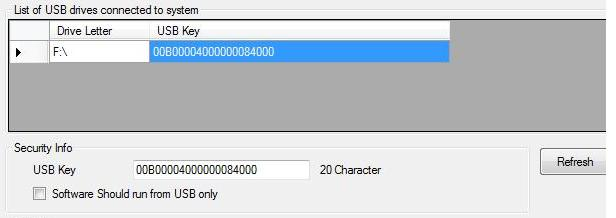 List of USB drives connected to system
Drive Letter USB Key
F:\ 00B00004000000084000
Security Info
USB Key 00B00004000000084000 20 Character
Refresh
Software Should run from USB only